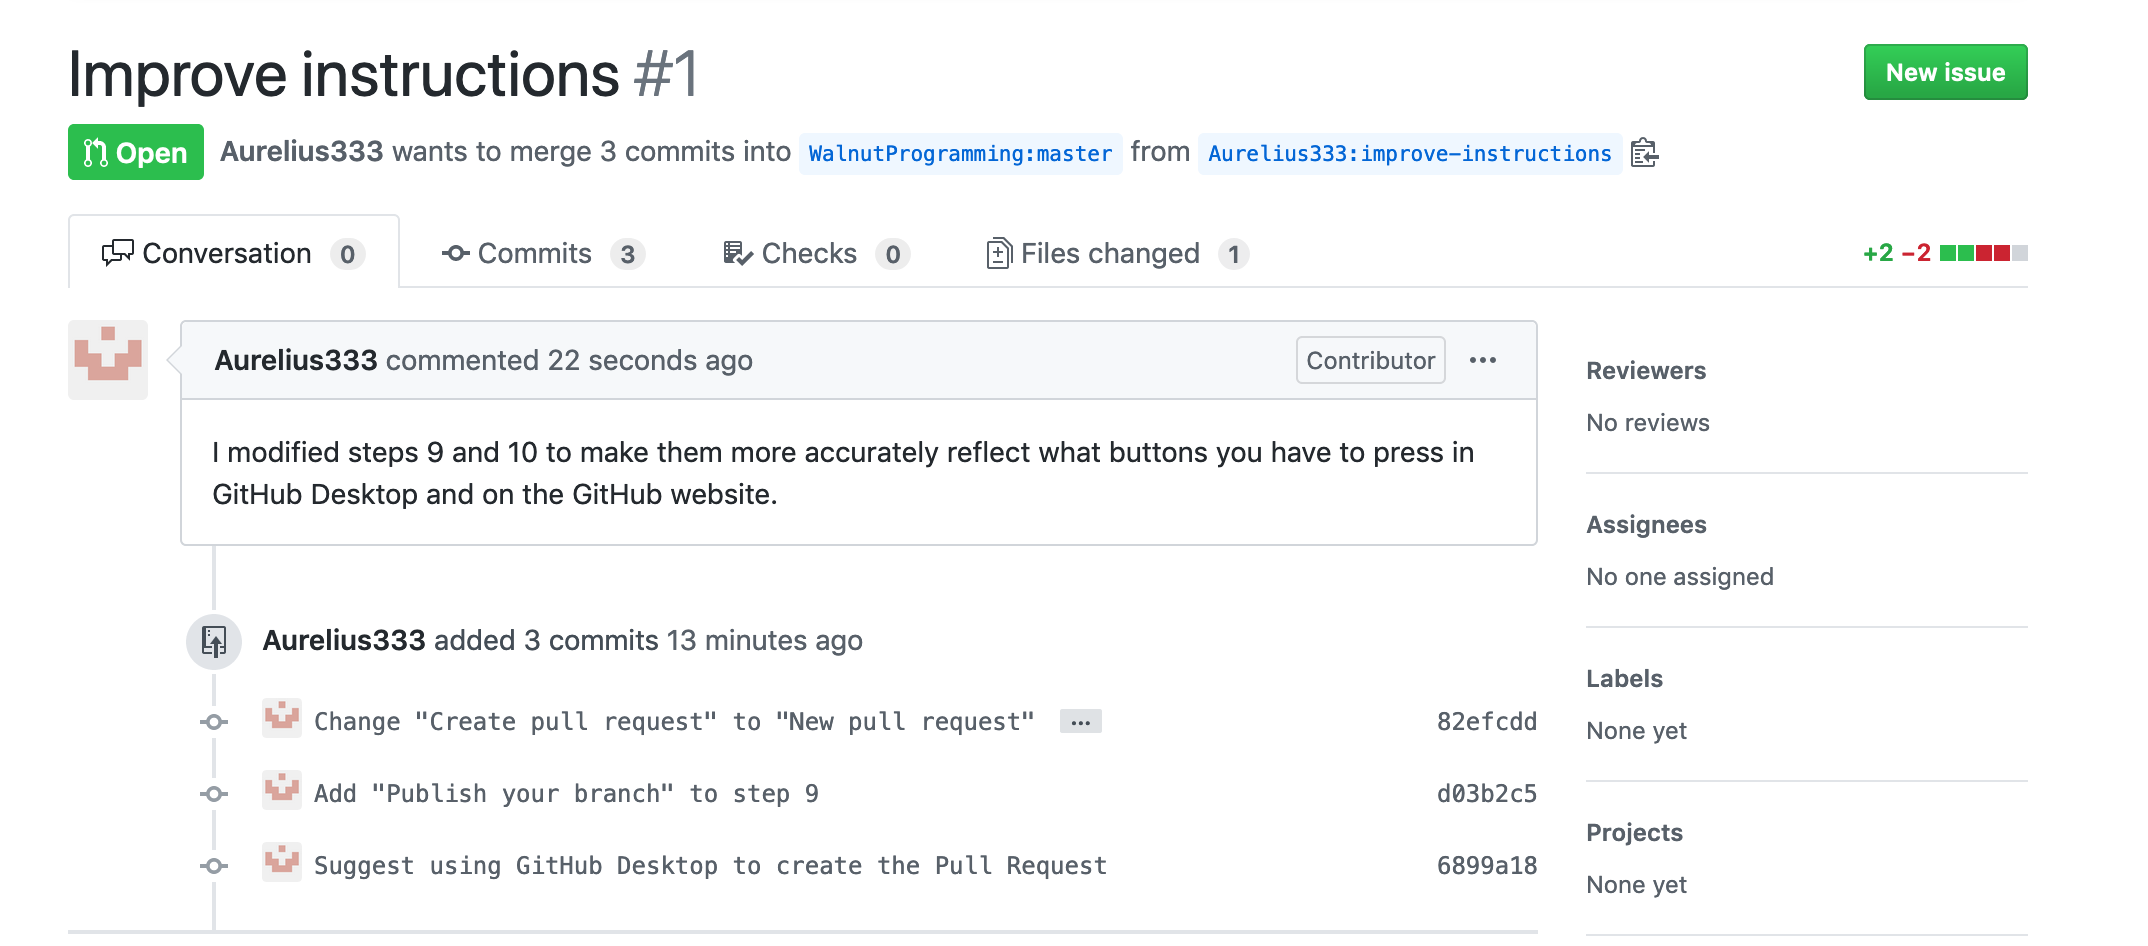 Improve instructions #1
New issue
Open
Aurelius333 wants to merge 3 commits into WalnutProgramming:master from Aurelius333:improve-instructions
Conversation 0
Commits 3
Checks 0
Files changed 1
+2 −2
Aurelius333 commented 22 seconds ago
Contributor
I modified steps 9 and 10 to make them more accurately reflect what buttons you have to press in
GitHub Desktop and on the GitHub website.
Aurelius333 added 3 commits 13 minutes ago
Change "Create pull request" to "New pull request" …
82efcdd
Add "Publish your branch" to step 9
d03b2c5
Suggest using GitHub Desktop to create the Pull Request
6899a18
Reviewers
No reviews
Assignees
No one assigned
Labels
None yet
Projects
None yet